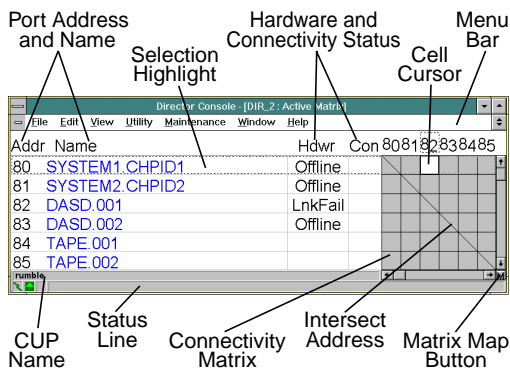 Port Address
and Name
Selection
Highlight
Hardware and
Connectivity Status
Menu
Bar
Cell
Cursor
Director Console - [DIR_2 : Active Matrix]
File Edit View Utility Maintenance Window Help
Addr Name Hdwr Con 80 81 82 83 84 85
80 SYSTEM1.CHPID1 Offline
81 SYSTEM2.CHPID2 Offline
82 DASD.001 LnkFail
83 DASD.002 Offline
84 TAPE.001
85 TAPE.002
rumble
M
CUP
Name
Status
Line
Connectivity
Matrix
Intersect
Address
Matrix Map
Button